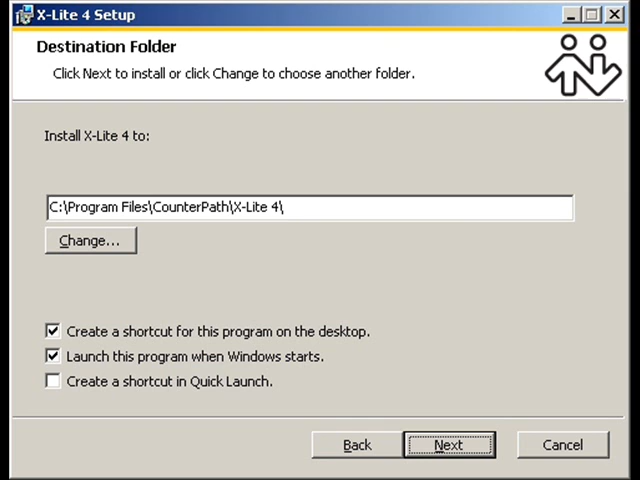 X-Lite 4 Setup
Destination Folder
Click Next to install or click Change to choose another folder.
Install X-Lite 4 to:
C:\Program Files\CounterPath\X-Lite 4\
Change...
Create a shortcut for this program on the desktop.
Launch this program when Windows starts.
Create a shortcut in Quick Launch.
Back Next Cancel